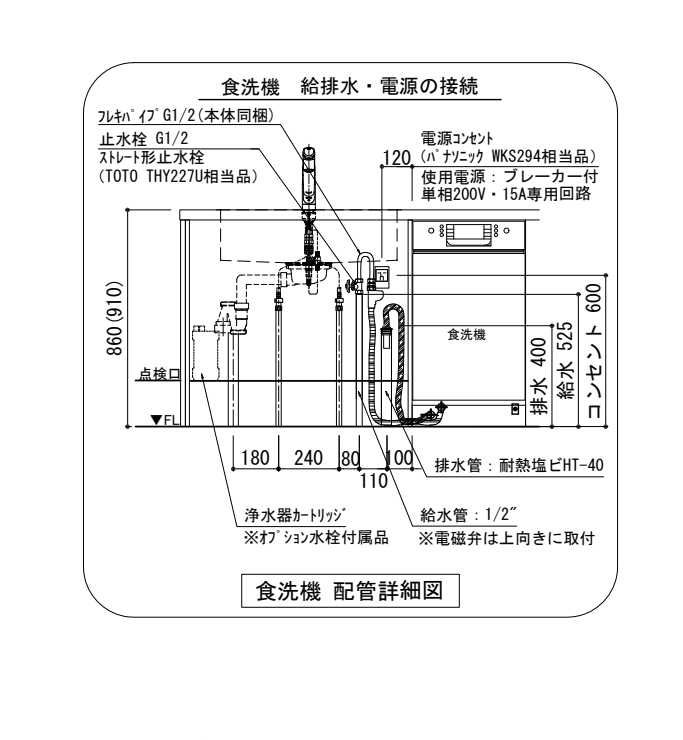 食洗機　給排水・電源の接続
フレキパイプG1/2(本体同梱)
止水栓 G1/2
ストレート形止水栓
(TOTO THY227U相当品)
120
電源コンセント
(パナソニック WKS294相当品)
使用電源：ブレーカー付
単相200V・15A専用回路
860(910)
食洗機
排水 400
給水 525
コンセント 600
点検口
▼FL
180
240
80
110
100
排水管：耐熱塩ビHT-40
浄水器カートリッジ
※オプション水栓付属品
給水管：1/2″
※電磁弁は上向きに取付
食洗機 配管詳細図